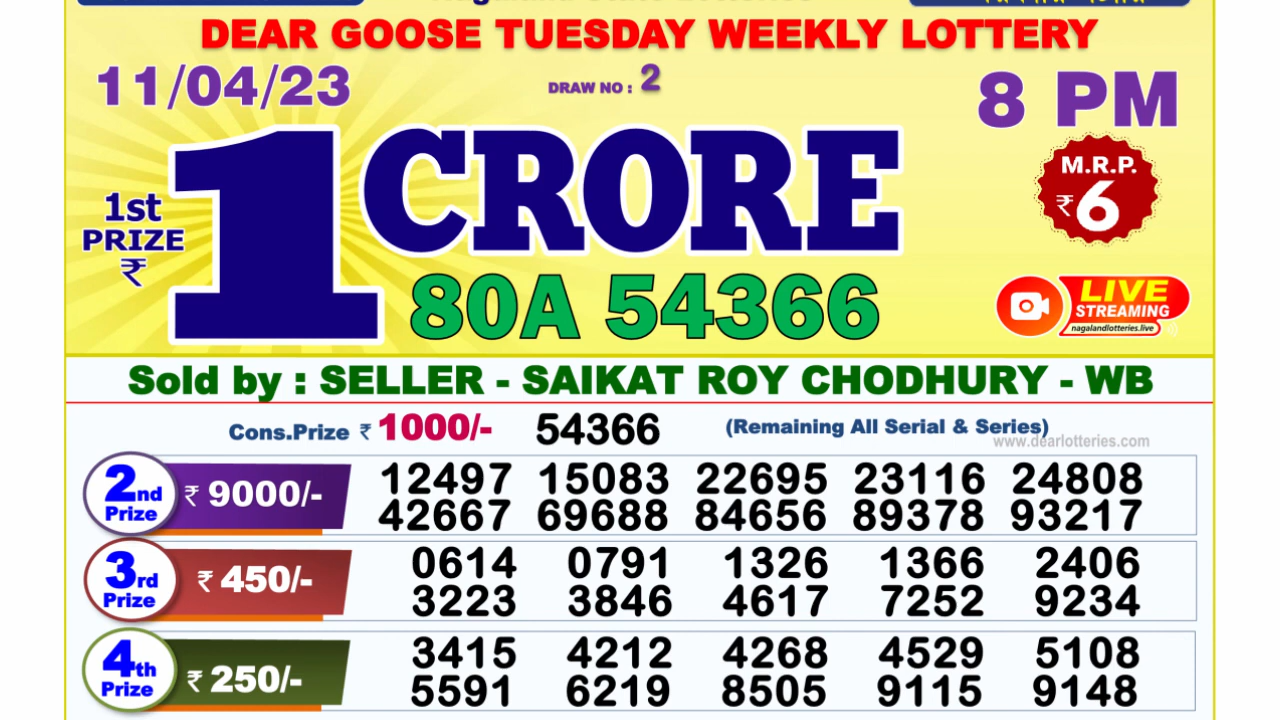 Nagaland State Lotteries
DEAR GOOSE TUESDAY WEEKLY LOTTERY
11/04/23
DRAW NO : 2
8 PM
1st
PRIZE
₹
1 CRORE
80A 54366
M.R.P.
₹ 6
LIVE
STREAMING
nagalandlotteries.live
Sold by : SELLER - SAIKAT ROY CHODHURY - WB
Cons.Prize ₹ 1000/- 54366 (Remaining All Serial & Series)
www.dearlotteries.com
2nd Prize ₹ 9000/-
12497 15083 22695 23116 24808
42667 69688 84656 89378 93217
3rd Prize ₹ 450/-
0614 0791 1326 1366 2406
3223 3846 4617 7252 9234
4th Prize ₹ 250/-
3415 4212 4268 4529 5108
5591 6219 8505 9115 9148